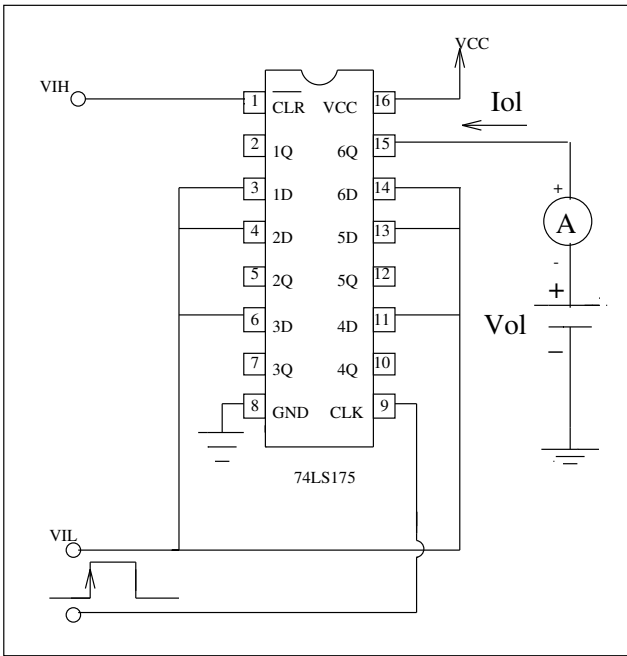 VCC
VIH
1 CLR VCC 16
Iol
2 1Q 6Q 15
3 1D 6D 14
+
A
4 2D 5D 13
-
5 2Q 5Q 12
+
Vol
6 3D 4D 11
−
7 3Q 4Q 10
8 GND CLK 9
74LS175
VIL